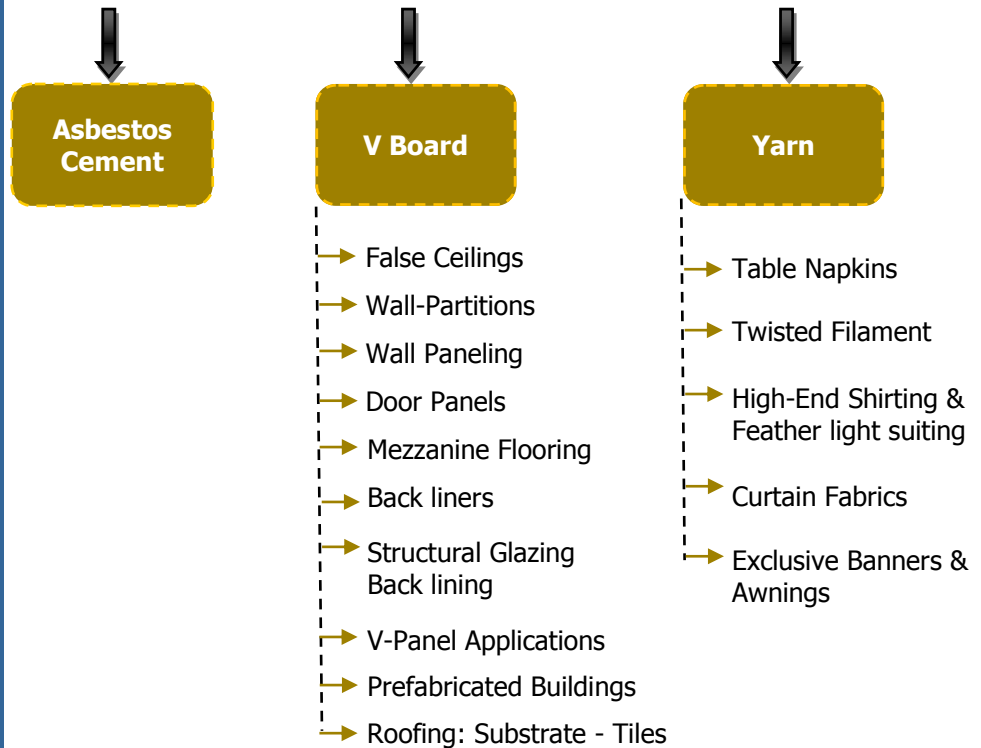 Asbestos
Cement
V Board
False Ceilings
Wall-Partitions
Wall Paneling
Door Panels
Mezzanine Flooring
Back liners
Structural Glazing
Back lining
V-Panel Applications
Prefabricated Buildings
Roofing: Substrate - Tiles
Yarn
Table Napkins
Twisted Filament
High-End Shirting &
Feather light suiting
Curtain Fabrics
Exclusive Banners &
Awnings